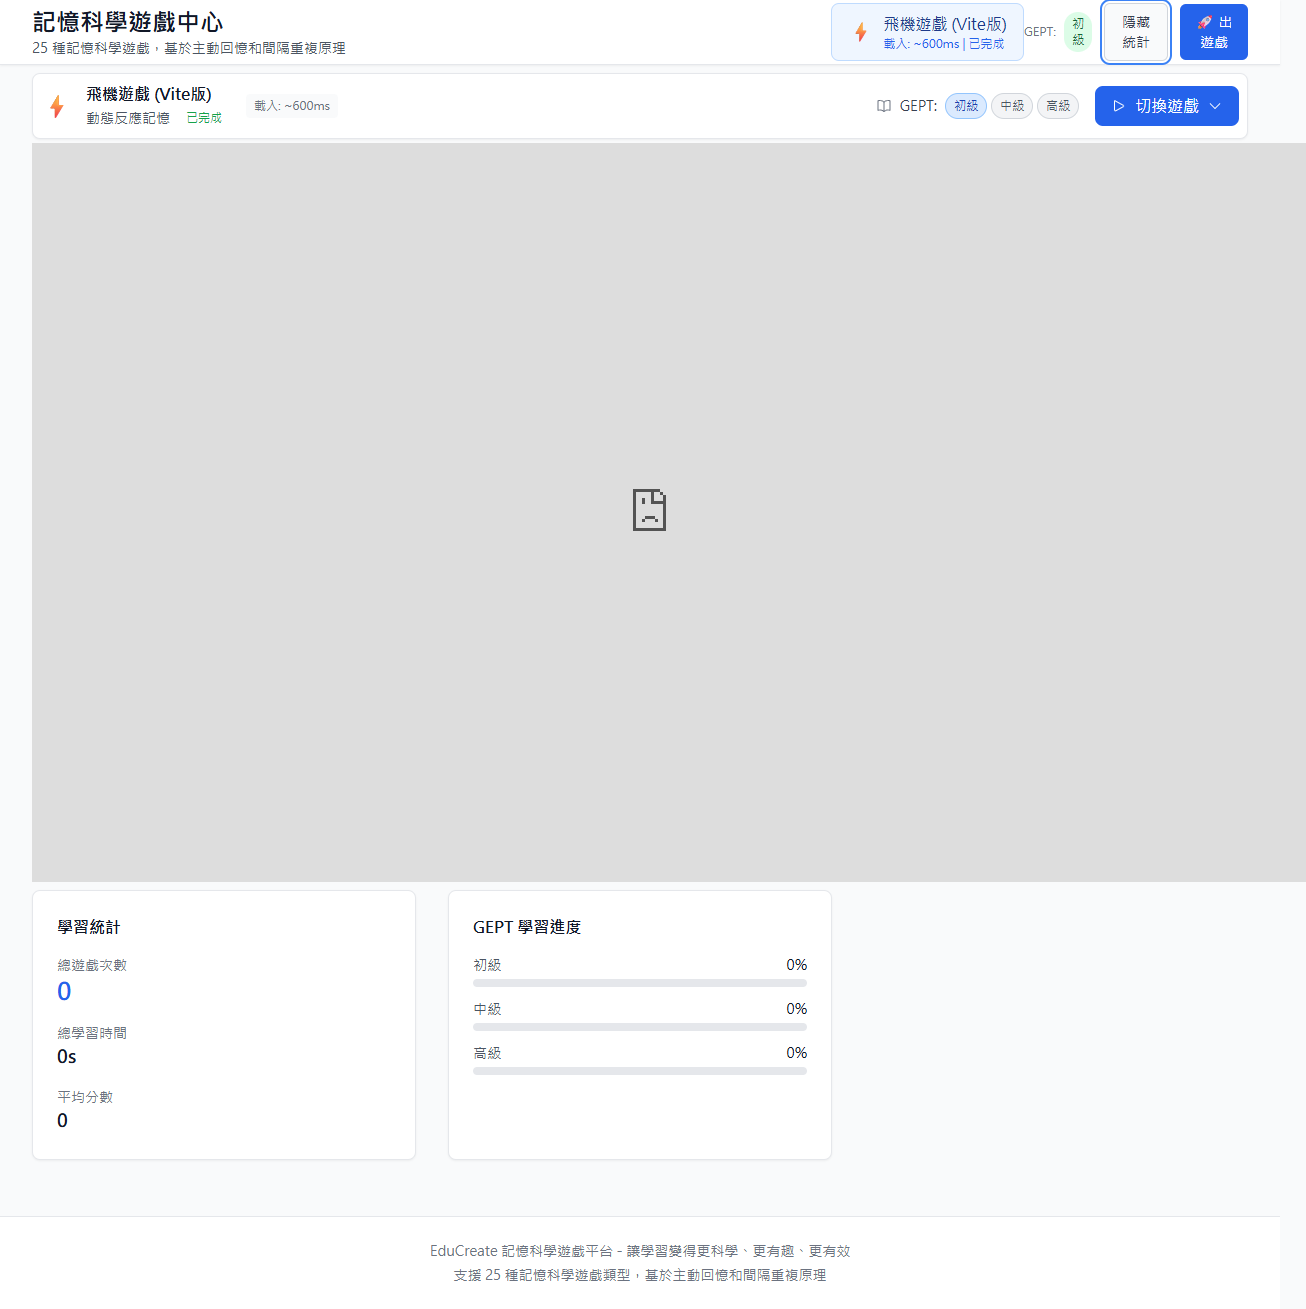 記憶科學遊戲中心
25 種記憶科學遊戲，基於主動回憶和間隔重複原理
飛機遊戲 (Vite版)
載入: ~600ms | 已完成
GEPT:
初
級
隱藏
統計
🚀 出
遊戲
飛機遊戲 (Vite版)
動態反應記憶 已完成
載入: ~600ms
GEPT: 初級 中級 高級
切換遊戲
學習統計
總遊戲次數
0
總學習時間
0s
平均分數
0
GEPT 學習進度
初級 0%
中級 0%
高級 0%
EduCreate 記憶科學遊戲平台 - 讓學習變得更科學、更有趣、更有效
支援 25 種記憶科學遊戲類型，基於主動回憶和間隔重複原理